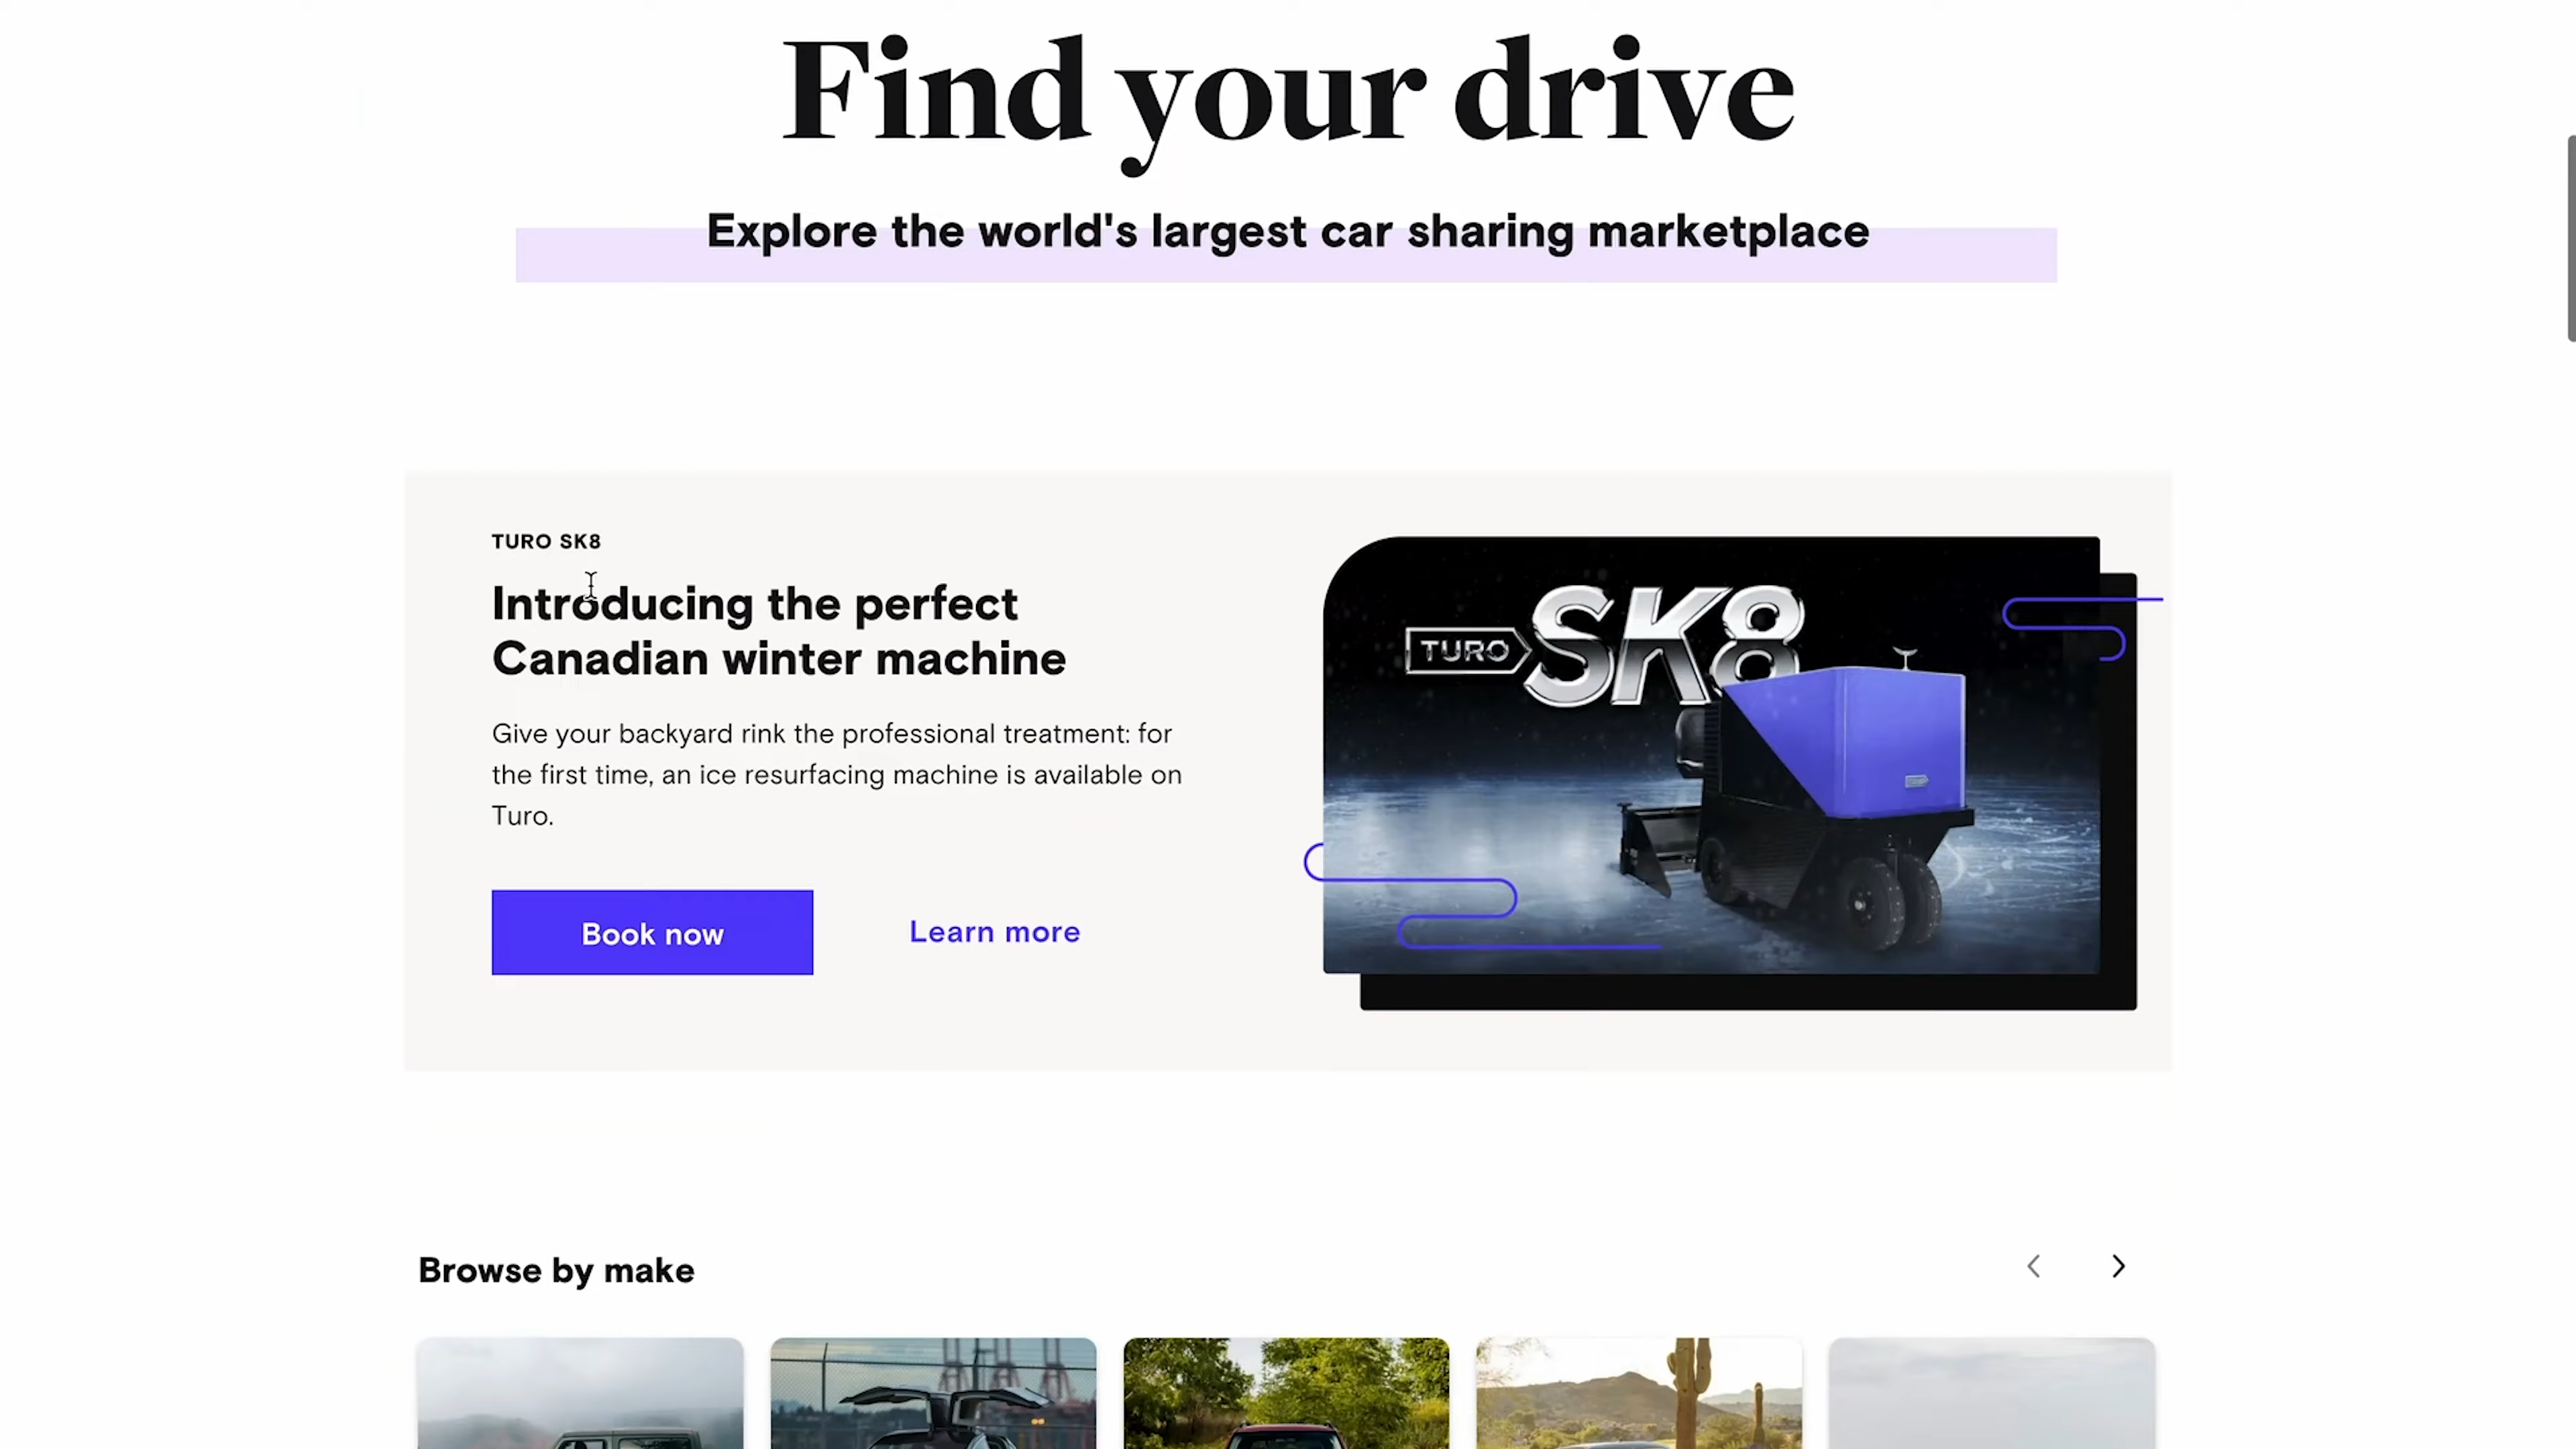 Find your drive
Explore the world's largest car sharing marketplace
TURO SK8
Introducing the perfect
Canadian winter machine
Give your backyard rink the professional treatment: for
the first time, an ice resurfacing machine is available on
Turo.
Book now
Learn more
TURO SK8
Browse by make